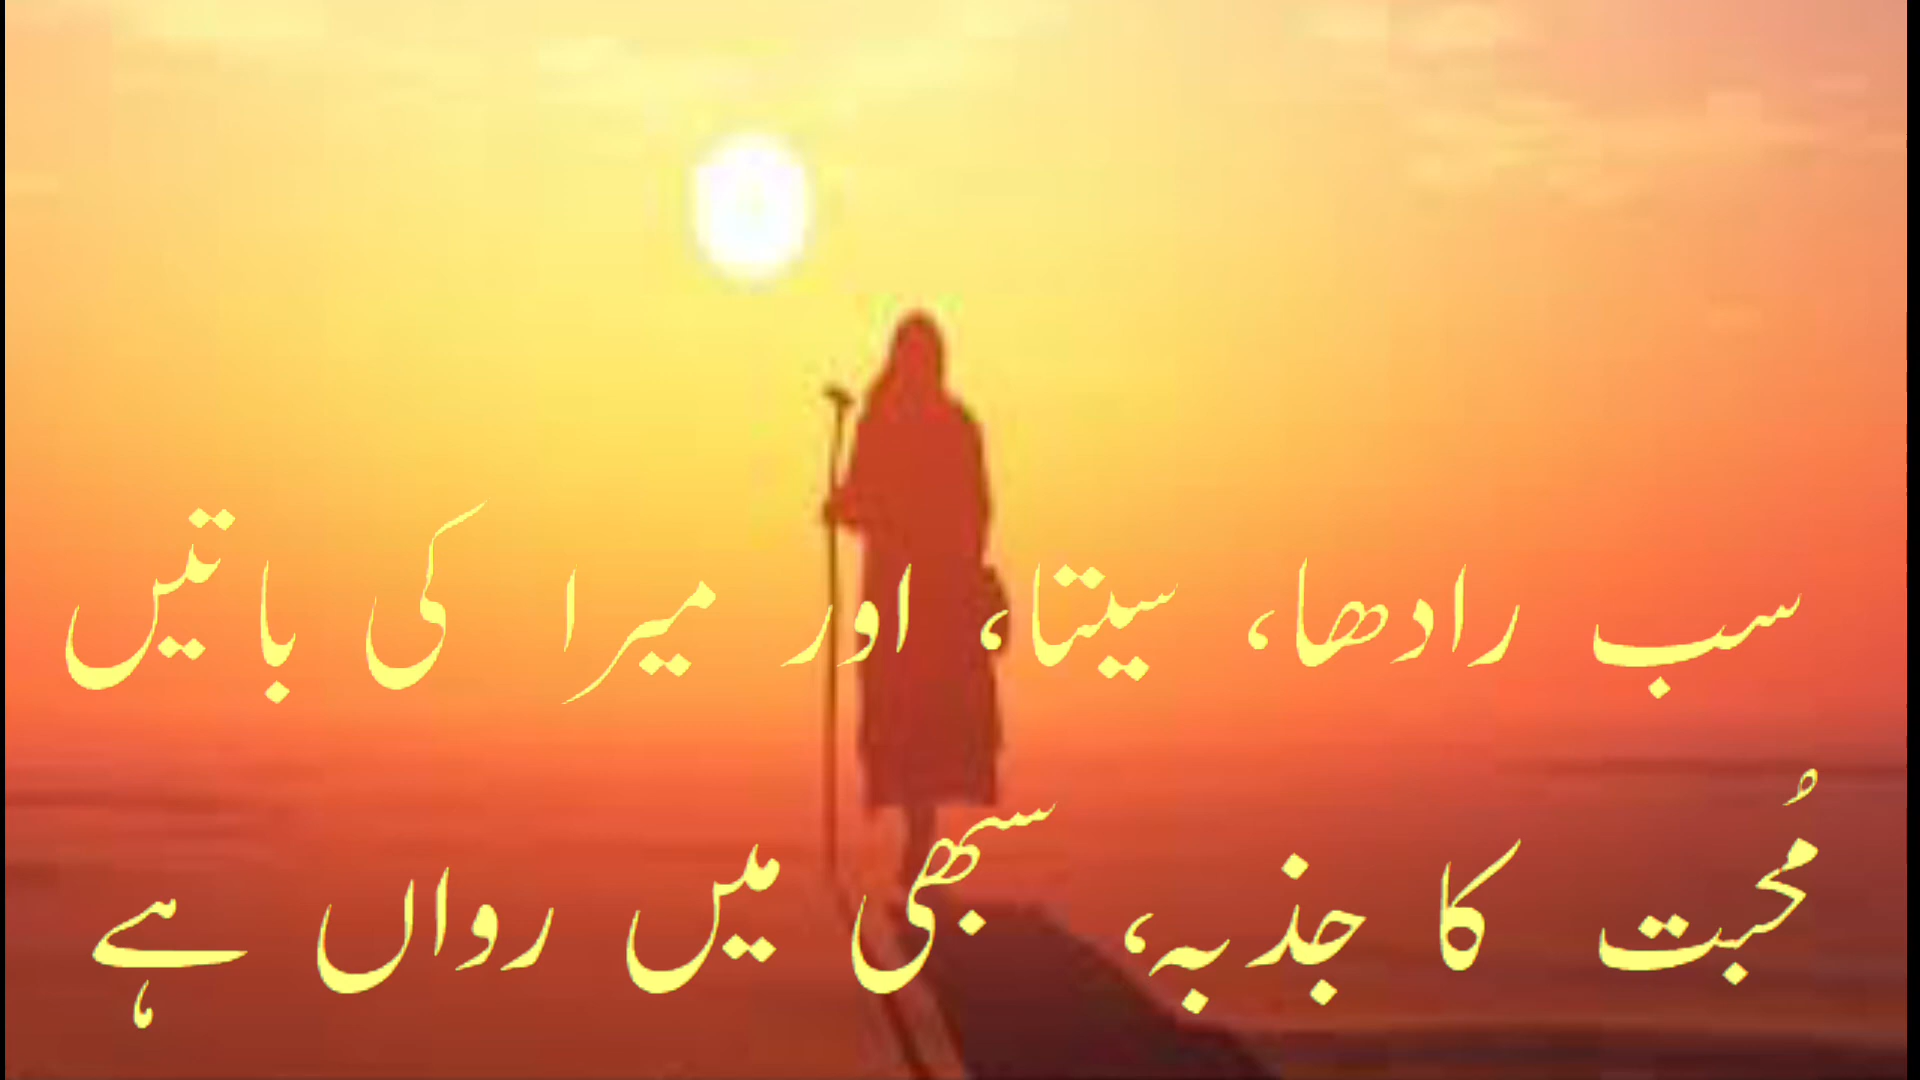 سب رادھا، سیتا، اور میرا کی باتیں
مُحبت کا جذبہ، سبھی میں رواں ہے